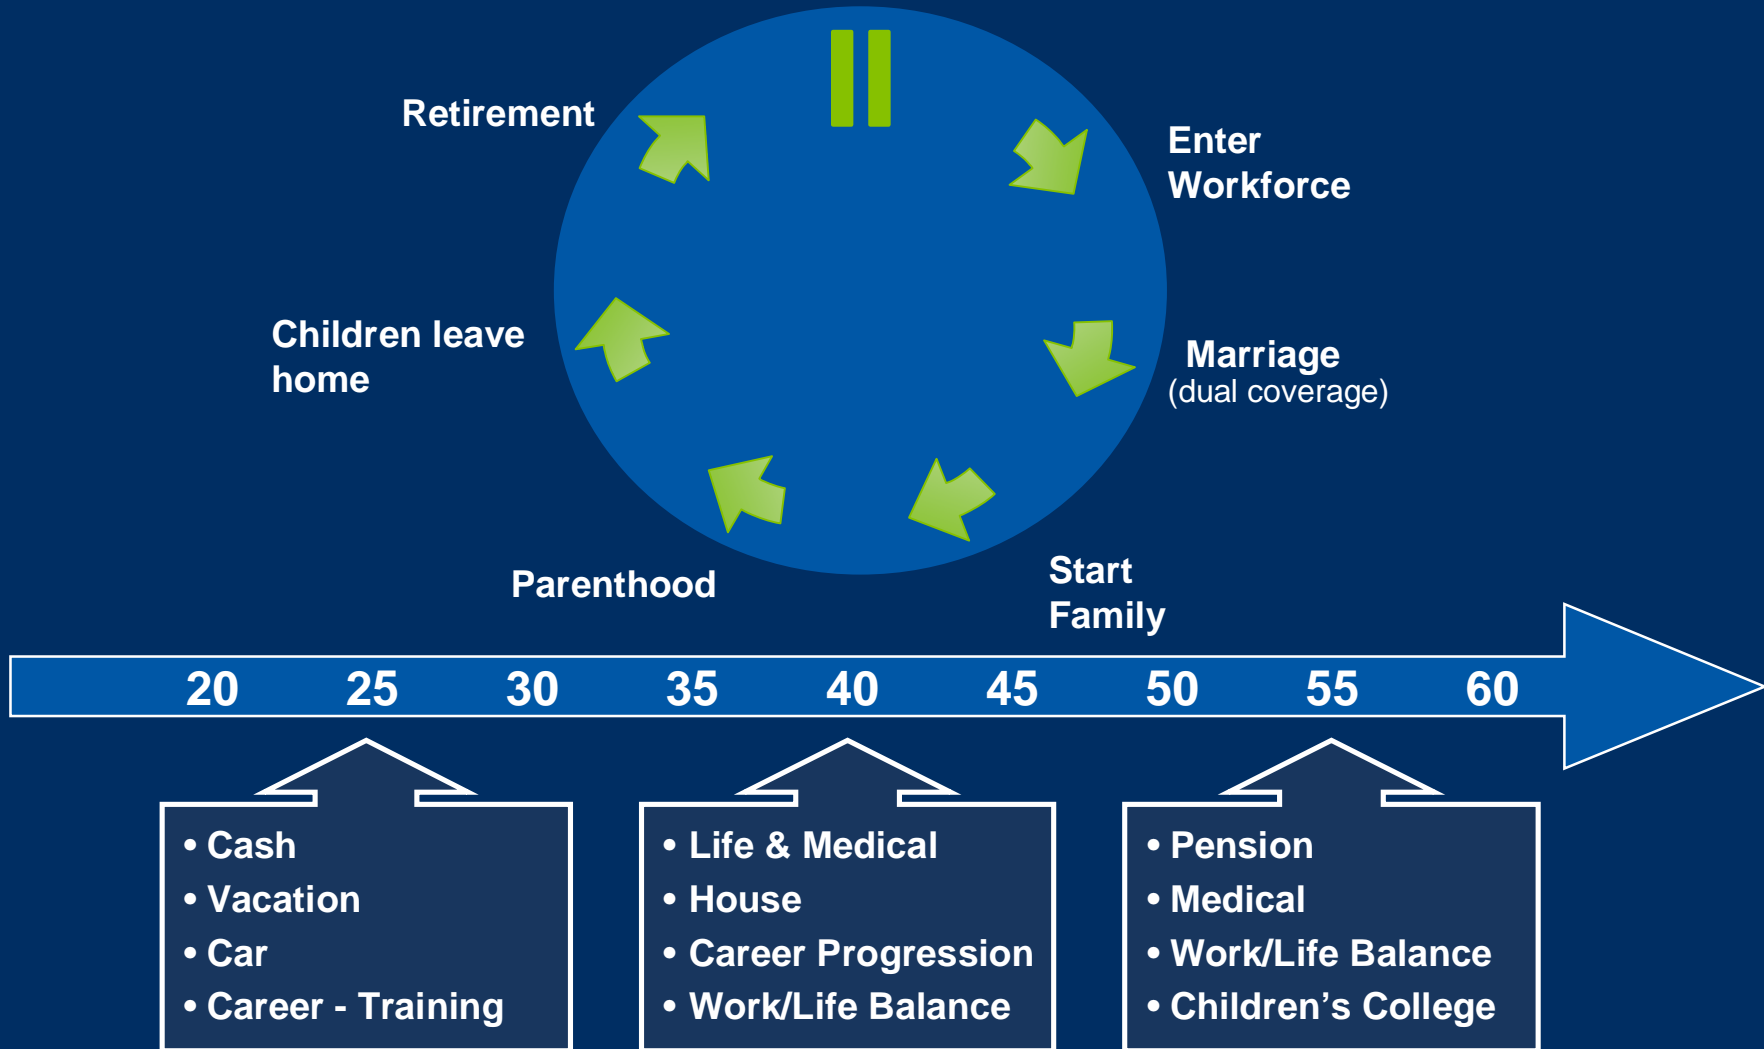 Retirement
Enter
Workforce
Children leave
home
Marriage
(dual coverage)
Parenthood
Start
Family
20 25 30 35 40 45 50 55 60
• Cash
• Vacation
• Car
• Career - Training
• Life & Medical
• House
• Career Progression
• Work/Life Balance
• Pension
• Medical
• Work/Life Balance
• Children’s College